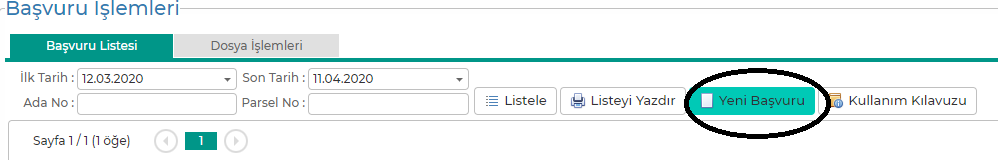 Başvuru İşlemleri
Başvuru Listesi Dosya İşlemleri
İlk Tarih : 12.03.2020 Son Tarih : 11.04.2020
Ada No : Parsel No : Listele Listeyi Yazdır Yeni Başvuru Kullanım Kılavuzu
Sayfa 1 / 1 (1 öğe) 1